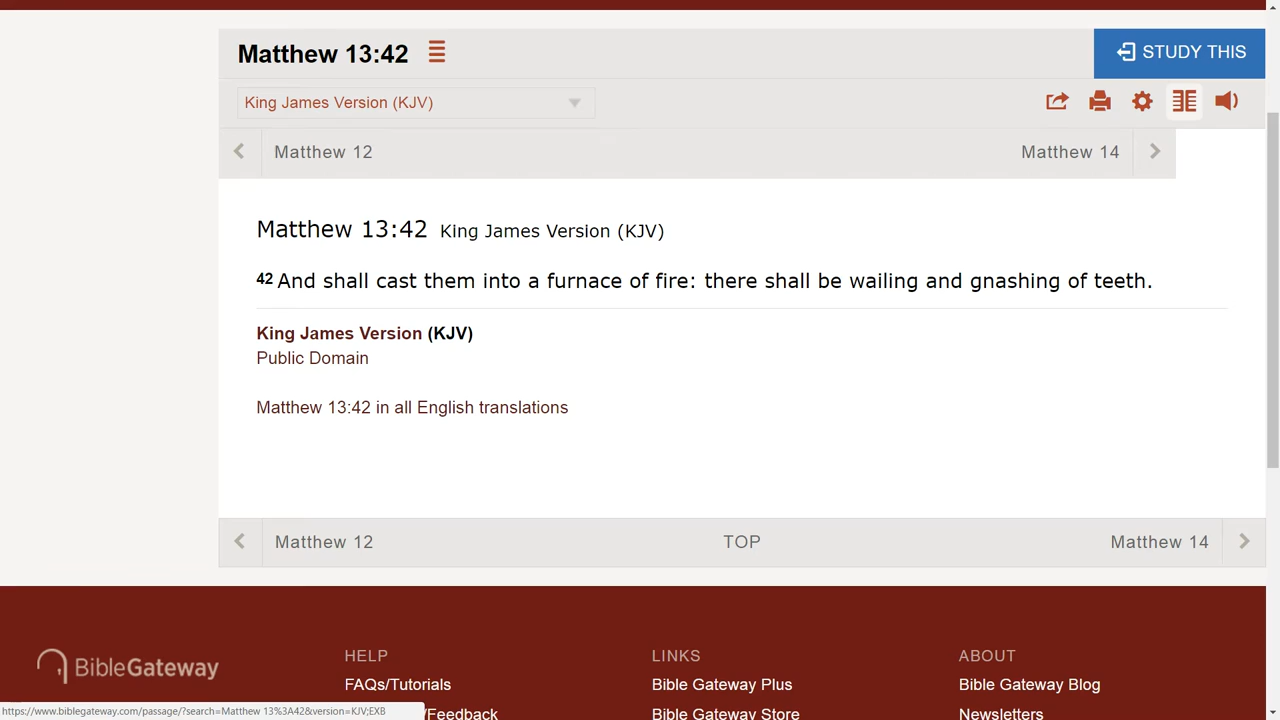 Matthew 13:42
STUDY THIS
King James Version (KJV)
Matthew 12
Matthew 14
Matthew 13:42 King James Version (KJV)
42 And shall cast them into a furnace of fire: there shall be wailing and gnashing of teeth.
King James Version (KJV)
Public Domain
Matthew 13:42 in all English translations
Matthew 12
TOP
Matthew 14
BibleGateway
HELP
LINKS
ABOUT
FAQs/Tutorials
Bible Gateway Plus
Bible Gateway Blog
/Feedback
Bible Gateway Store
Newsletters
https://www.biblegateway.com/passage/?search=Matthew 13%3A42&version=KJV;EXB